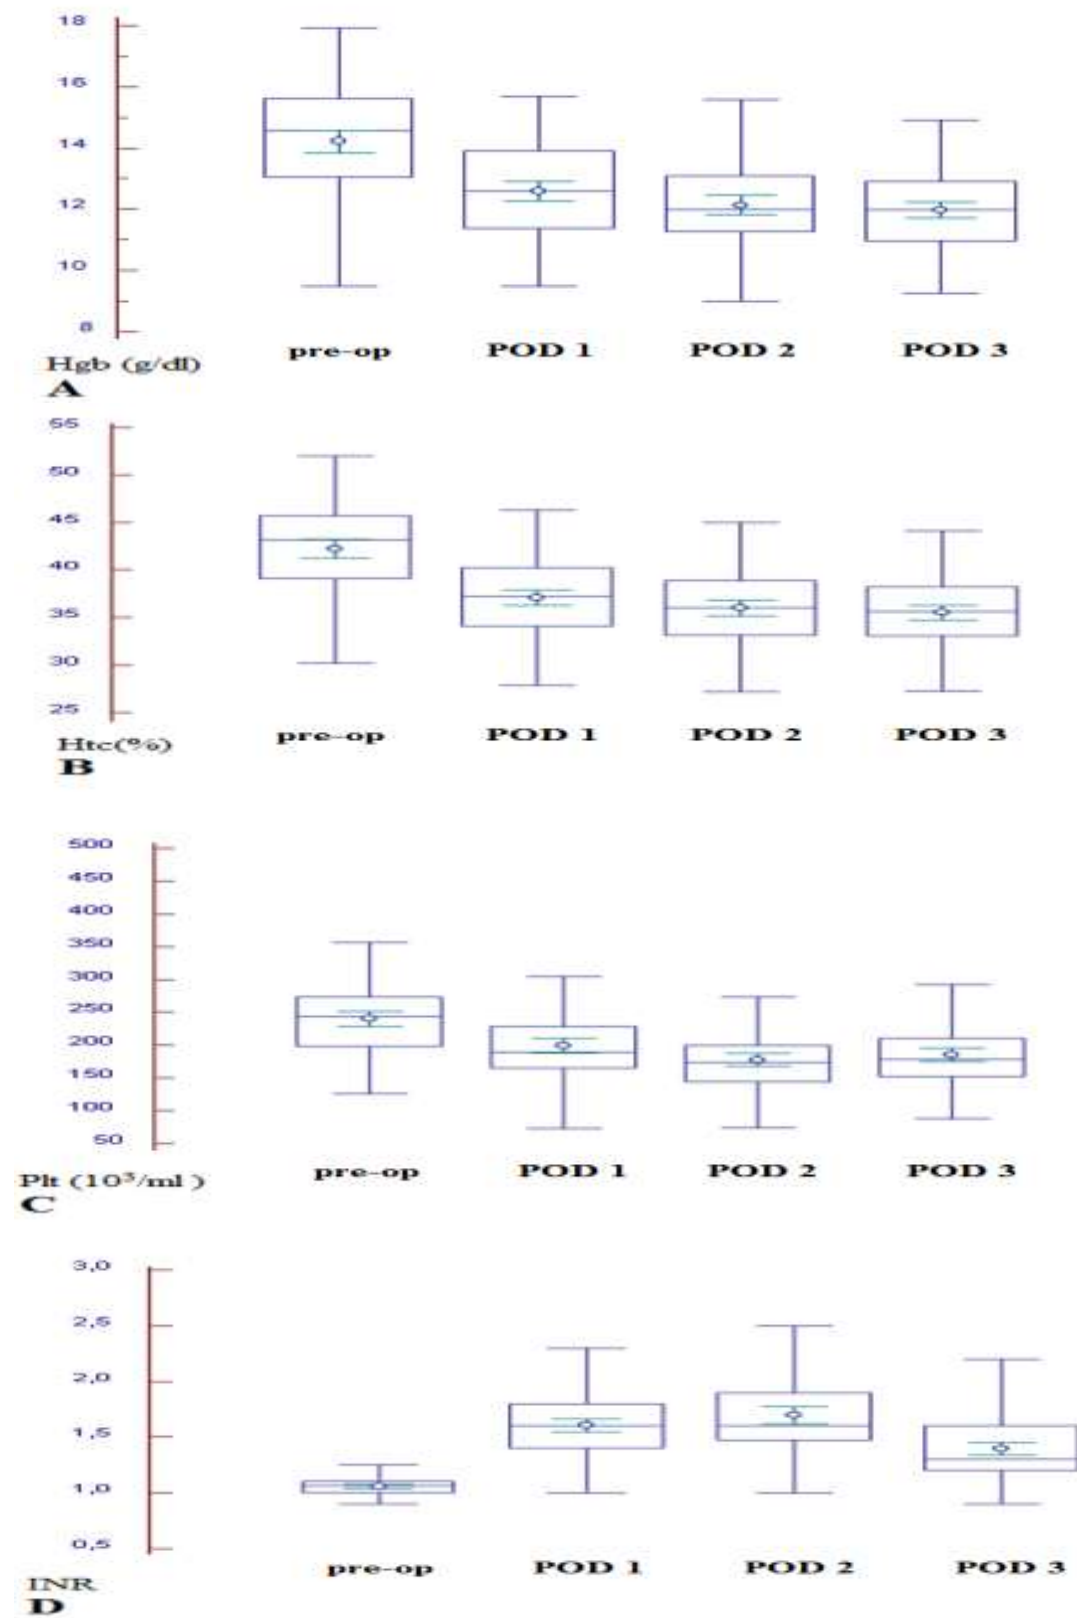 18
16
14
12
10
8
pre-op POD 1 POD 2 POD 3
Hgb (g/dl)
A
55
50
45
40
35
30
25
pre-op POD 1 POD 2 POD 3
Htc(%)
B
500
450
400
350
300
250
200
150
100
50
pre-op POD 1 POD 2 POD 3
Plt (10³/ml )
C
3,0
2,5
2,0
1,5
1,0
0,5
pre-op POD 1 POD 2 POD 3
INR
D